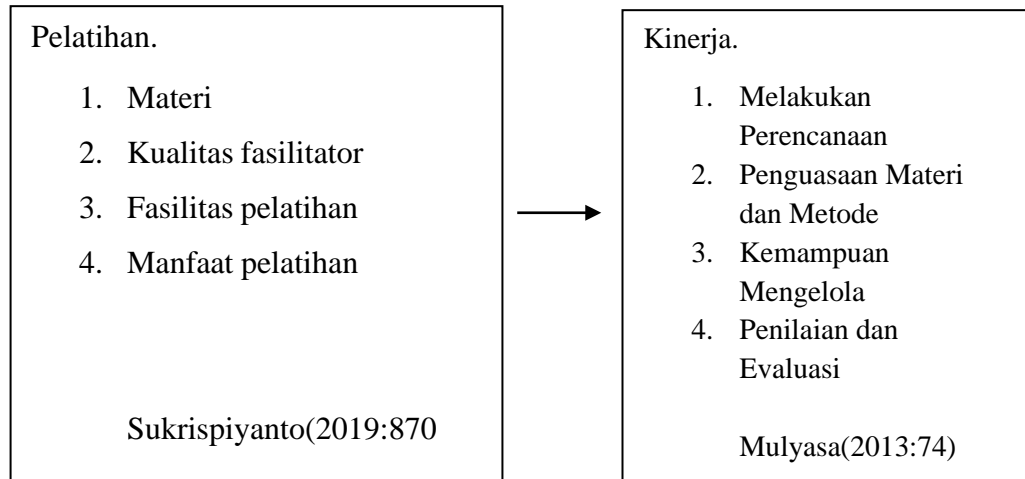 Pelatihan.
1. Materi
2. Kualitas fasilitator
3. Fasilitas pelatihan
4. Manfaat pelatihan
Sukrispiyanto(2019:870
Kinerja.
1. Melakukan
Perencanaan
2. Penguasaan Materi
dan Metode
3. Kemampuan
Mengelola
4. Penilaian dan
Evaluasi
Mulyasa(2013:74)